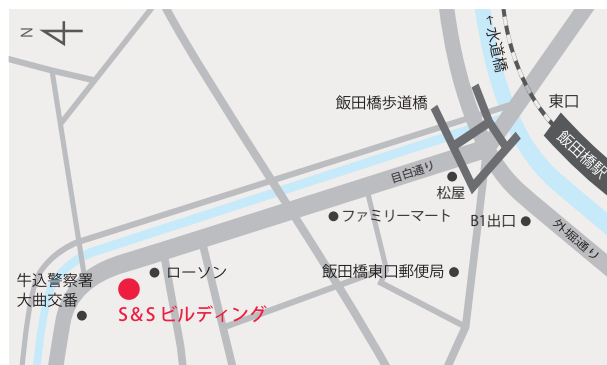 N
←水道橋
東口
飯田橋歩道橋
飯田橋駅
目白通り
松屋
ファミリーマート
B1出口
外堀通り
ローソン
飯田橋東口郵便局
牛込警察署
大曲交番
S&Sビルディング